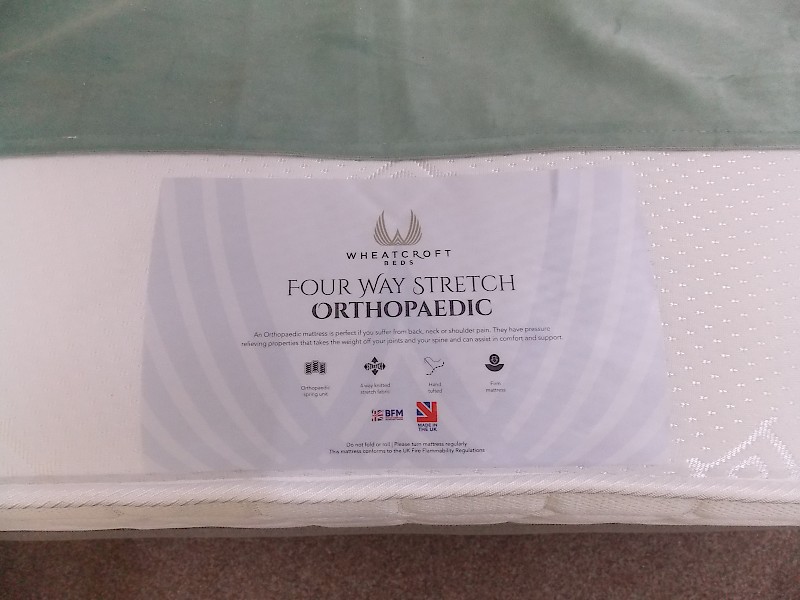 WHEATCROFT
BEDS
FOUR WAY STRETCH
ORTHOPAEDIC
An Orthopaedic mattress is perfect if you suffer from back, neck or shoulder pain. They have pressure
relieving properties that takes the weight off your joints and your spine and can assist in comfort and support.
Orthopaedic
spring unit
4 way knitted
stretch fabric
Hand
tufted
Firm
mattress
BFM
MADE IN
THE UK
Do not fold or roll | Please turn mattress regularly
This mattress conforms to the UK Fire Flammability Regulations